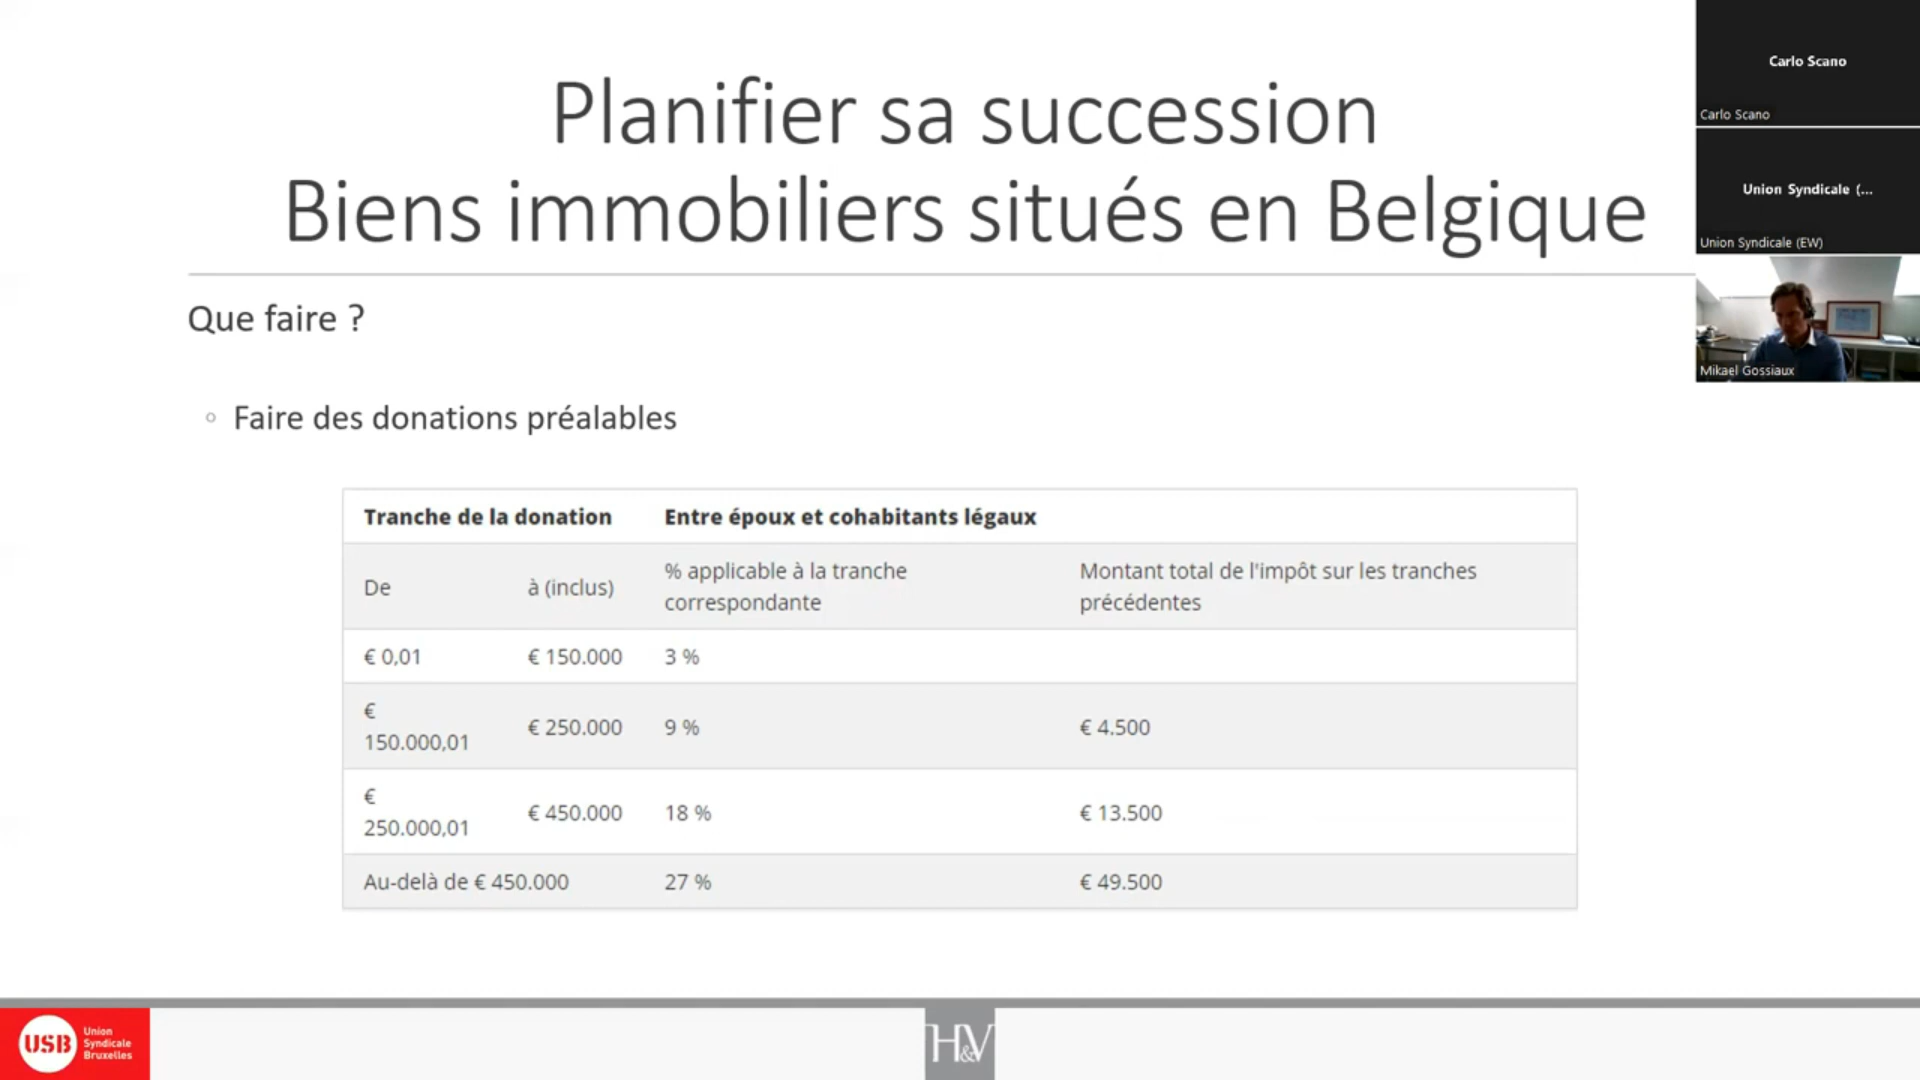 Planifier sa succession
Biens immobiliers situés en Belgique
Que faire ?
◦ Faire des donations préalables
Tranche de la donation Entre époux et cohabitants légaux
De à (inclus) % applicable à la tranche correspondante Montant total de l'impôt sur les tranches précédentes
€ 0,01 € 150.000 3 %
€ 150.000,01 € 250.000 9 % € 4.500
€ 250.000,01 € 450.000 18 % € 13.500
Au-delà de € 450.000 27 % € 49.500
Carlo Scano
Carlo Scano
Union Syndicale (...
Union Syndicale (EW)
Mikael Gossiaux
USB
Union
Syndicale
Bruxelles
H&V